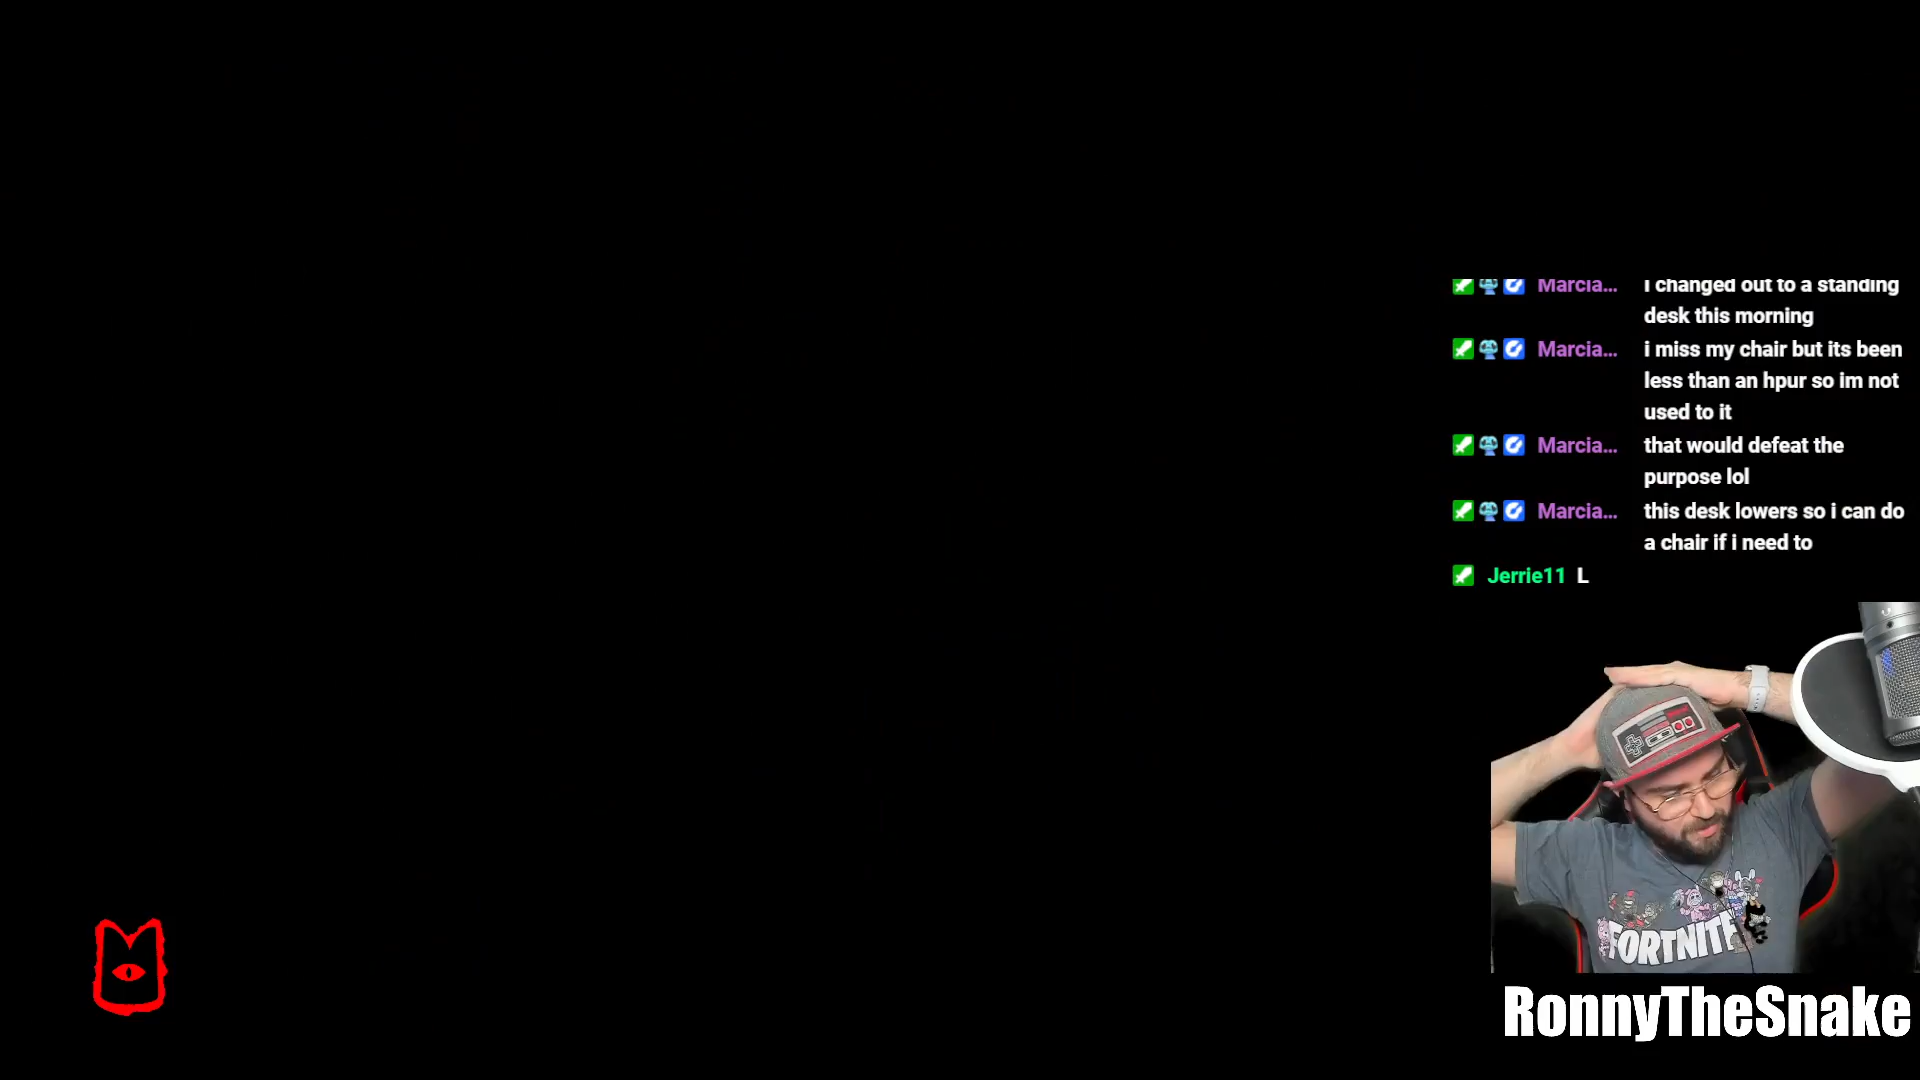 Marcia... i changed out to a standing
desk this morning
Marcia... i miss my chair but its been
less than an hpur so im not
used to it
Marcia... that would defeat the
purpose lol
Marcia... this desk lowers so i can do
a chair if i need to
Jerrie11 L
FORTNITE
RonnyTheSnake